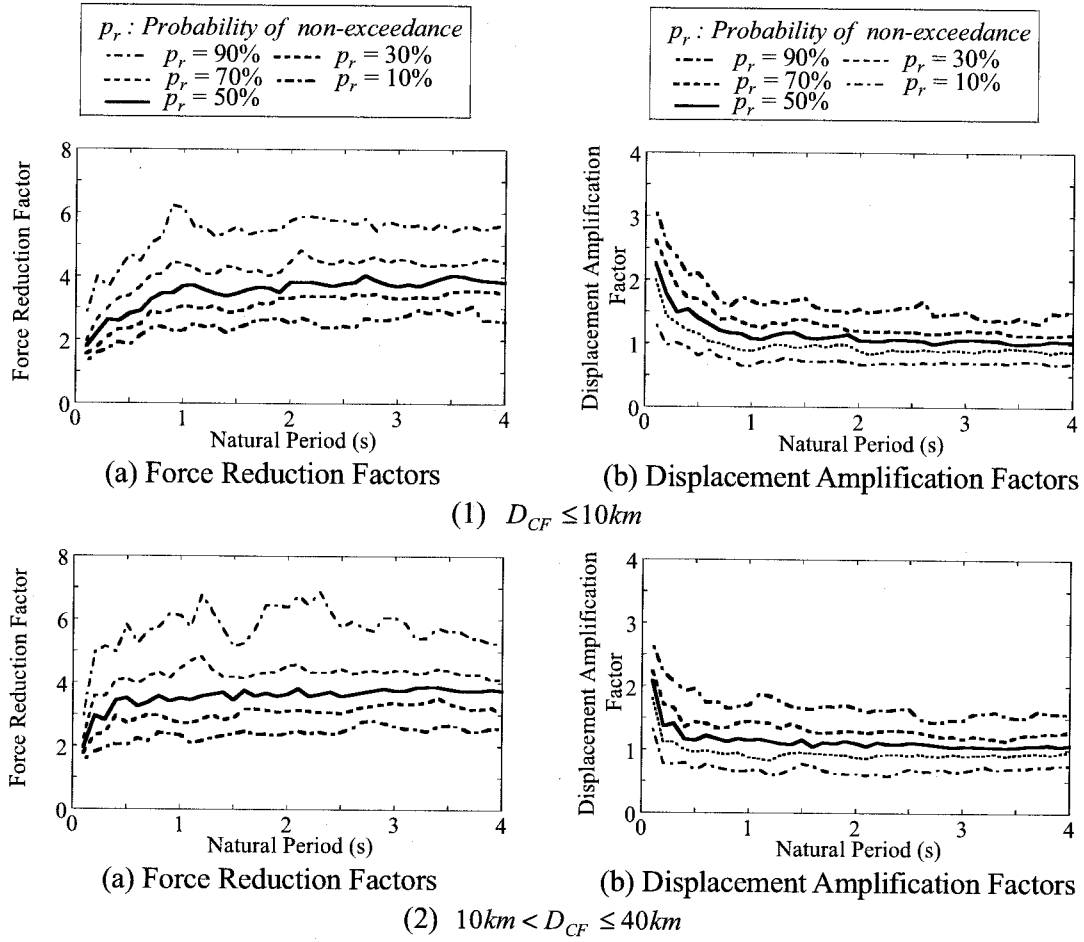 p_r : Probability of non-exceedance
p_r = 90% p_r = 30%
p_r = 70% p_r = 10%
p_r = 50%
p_r : Probability of non-exceedance
p_r = 90% p_r = 30%
p_r = 70% p_r = 10%
p_r = 50%
Force Reduction Factor
8
6
4
2
0
0 1 2 3 4
Natural Period (s)
(a) Force Reduction Factors
Displacement Amplification
Factor
4
3
2
1
0
0 1 2 3 4
Natural Period (s)
(b) Displacement Amplification Factors
(1) D_CF ≤10km
Force Reduction Factor
8
6
4
2
0
0 1 2 3 4
Natural Period (s)
(a) Force Reduction Factors
Displacement Amplification
Factor
4
3
2
1
0
0 1 2 3 4
Natural Period (s)
(b) Displacement Amplification Factors
(2) 10km < D_CF ≤ 40km